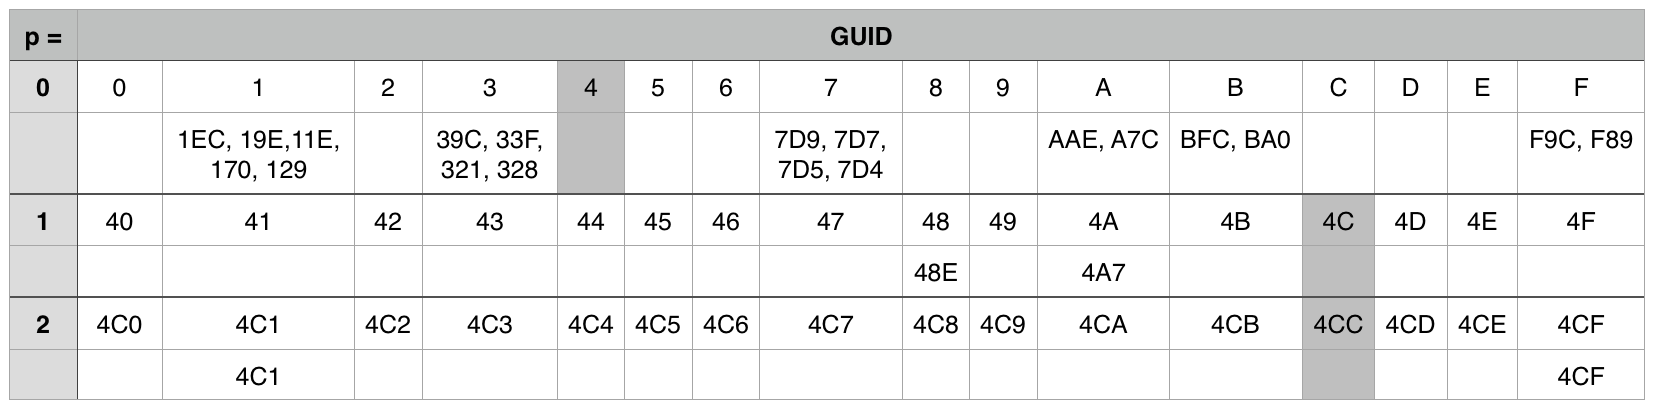 p = GUID
0 0 1 2 3 4 5 6 7 8 9 A B C D E F
1EC, 19E,11E, 39C, 33F, 7D9, 7D7, AAE, A7C BFC, BA0 F9C, F89
170, 129 321, 328 7D5, 7D4
1 40 41 42 43 44 45 46 47 48 49 4A 4B 4C 4D 4E 4F
48E 4A7
2 4C0 4C1 4C2 4C3 4C4 4C5 4C6 4C7 4C8 4C9 4CA 4CB 4CC 4CD 4CE 4CF
4C1 4CF